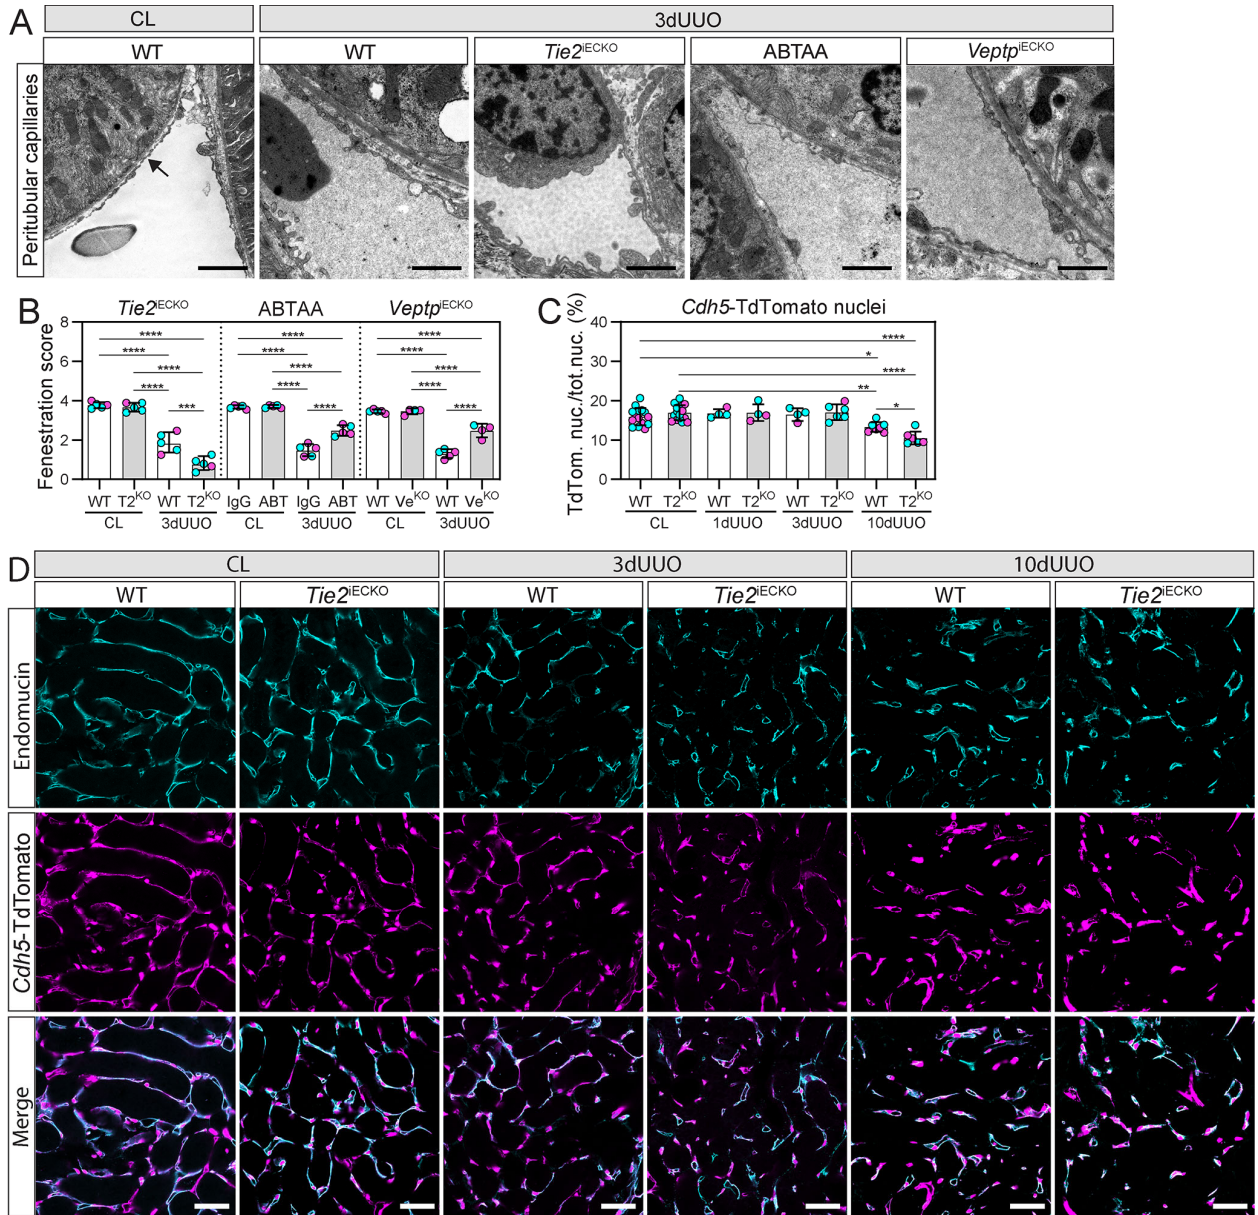 A
CL
3dUUO
WT
WT
Tie2iECKO
ABTAA
VeptpiECKO
Peritubular capillaries
B
Tie2iECKO
ABTAA
VeptpiECKO
Fenestration score
8
6
4
2
0
****
****
****
****
***
****
****
****
****
****
****
****
****
****
****
WT T2KO WT T2KO IgG ABT IgG ABT WT VeKO WT VeKO
CL 3dUUO CL 3dUUO CL 3dUUO
C
Cdh5-TdTomato nuclei
TdTom. nuc./tot.nuc. (%)
40
30
20
10
0
****
*
****
**
*
WT T2KO WT T2KO WT T2KO WT T2KO
CL 1dUUO 3dUUO 10dUUO
D
CL
3dUUO
10dUUO
WT
Tie2iECKO
WT
Tie2iECKO
WT
Tie2iECKO
Endomucin
Cdh5-TdTomato
Merge